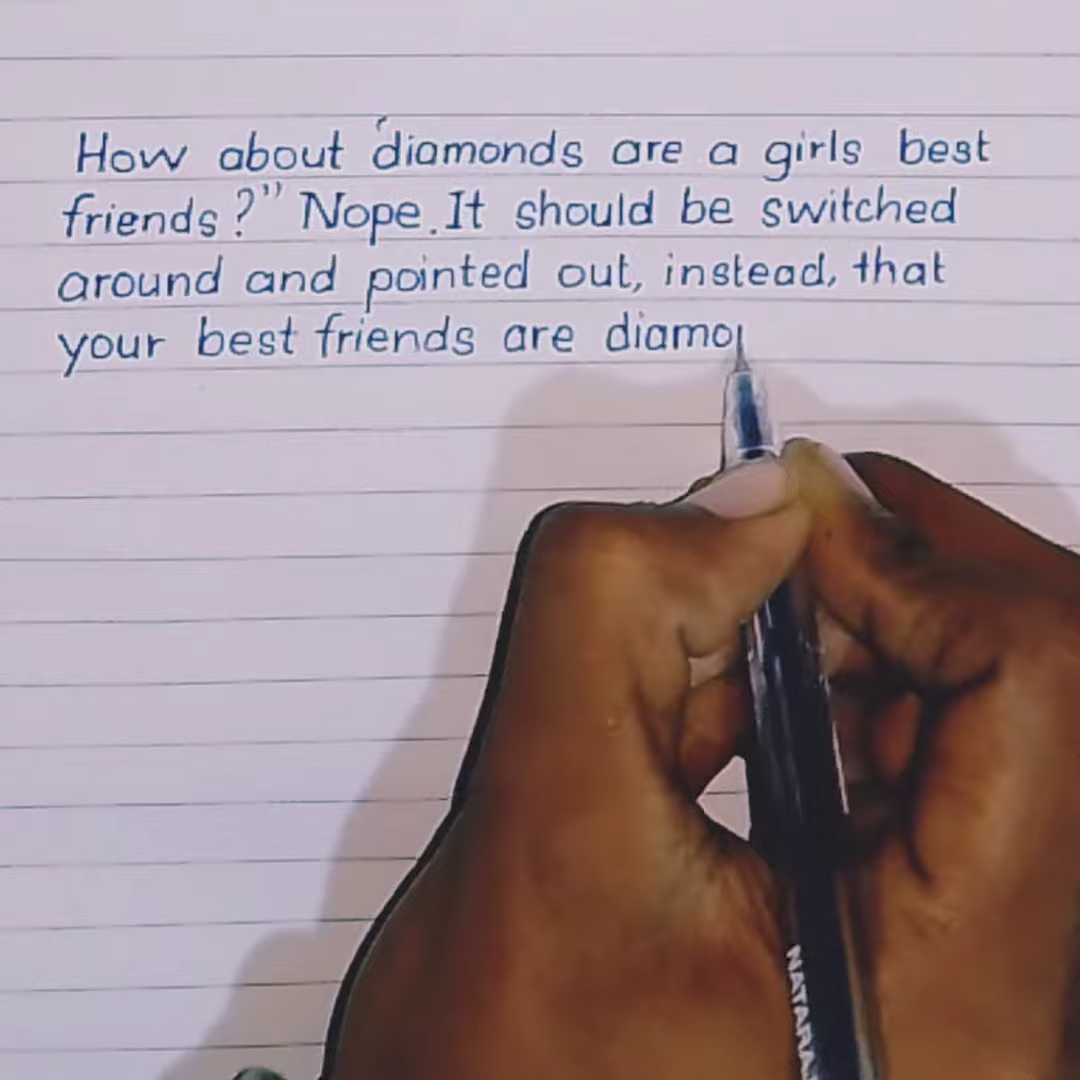 How about 'diamonds are a girls best
friends?" Nope. It should be switched
around and pointed out, instead, that
your best friends are diamo
NATARAJ